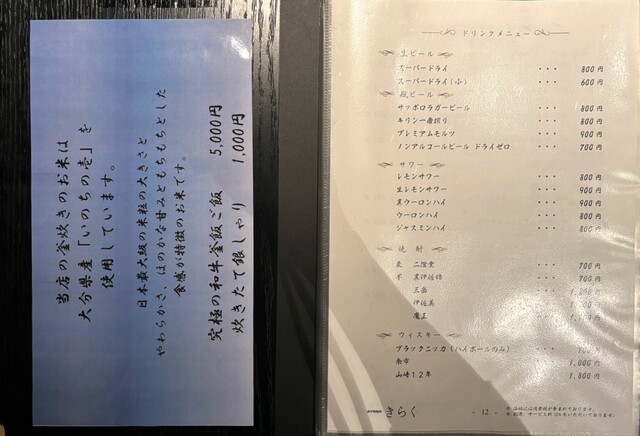 当店の釜炊きのお米は
大分県産「いのちの壱」を
使用しています。
日本最大級の米粒の大きさと
やわらかさ、ほのかな甘みともちもちとした
食感が特徴のお米です。
究極の和牛釜飯ご飯 5,000円
炊きたて銀しゃり 1,000円
ドリンクメニュー
生ビール
スーパードライ ・・・ 800円
スーパードライ(小) ・・・ 600円
瓶ビール
サッポロラガービール ・・・ 800円
キリン一番搾り ・・・ 800円
プレミアムモルツ ・・・ 900円
ノンアルコールビール ドライゼロ ・・・ 700円
サワー
レモンサワー ・・・ 800円
生レモンサワー ・・・ 900円
黒ウーロンハイ ・・・ 900円
ウーロンハイ ・・・ 800円
ジャスミンハイ ・・・ 800円
焼酎
麦 二階堂 ・・・ 700円
芋 黒伊佐錦 ・・・ 700円
三岳 ・・・
伊佐美 ・・・
魔王 ・・・
ウィスキー
ブラックニッカ(ハイボールのみ) ・・・
余市 ・・・ 1,000円
山崎12年 ・・・ 1,800円
きらく
- 12 -